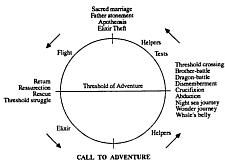 Sacred marriage
Father atonement
Apotheosis
Elixir Theft
Flight
Helpers
Tests
Return
Resurrection
Rescue
Threshold struggle
Threshold of Adventure
Threshold crossing
Brother-battle
Dragon-battle
Dismemberment
Crucifixion
Abduction
Night sea journey
Wonder journey
Whale's belly
Elixir
Helpers
CALL TO ADVENTURE